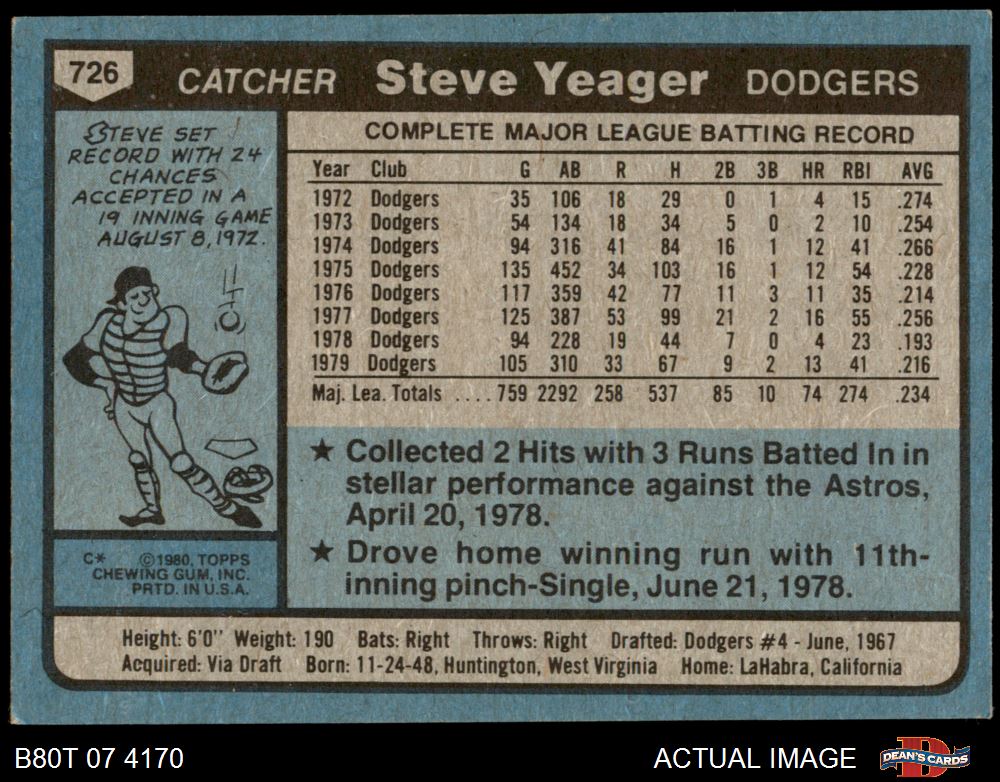 726
CATCHER Steve Yeager DODGERS
STEVE SET
RECORD WITH 24
CHANCES
ACCEPTED IN A
19 INNING GAME
AUGUST 8, 1972.
C* ©1980, TOPPS
CHEWING GUM, INC.
PRTD. IN U.S.A.
COMPLETE MAJOR LEAGUE BATTING RECORD
Year Club G AB R H 2B 3B HR RBI AVG
1972 Dodgers 35 106 18 29 0 1 4 15 .274
1973 Dodgers 54 134 18 34 5 0 2 10 .254
1974 Dodgers 94 316 41 84 16 1 12 41 .266
1975 Dodgers 135 452 34 103 16 1 12 54 .228
1976 Dodgers 117 359 42 77 11 3 11 35 .214
1977 Dodgers 125 387 53 99 21 2 16 55 .256
1978 Dodgers 94 228 19 44 7 0 4 23 .193
1979 Dodgers 105 310 33 67 9 2 13 41 .216
Maj. Lea. Totals .... 759 2292 258 537 85 10 74 274 .234
★ Collected 2 Hits with 3 Runs Batted In in
stellar performance against the Astros,
April 20, 1978.
★ Drove home winning run with 11th-
inning pinch-Single, June 21, 1978.
Height: 6'0" Weight: 190 Bats: Right Throws: Right Drafted: Dodgers #4 - June, 1967
Acquired: Via Draft Born: 11-24-48, Huntington, West Virginia Home: LaHabra, California
B80T 07 4170
ACTUAL IMAGE
DEAN'S CARDS